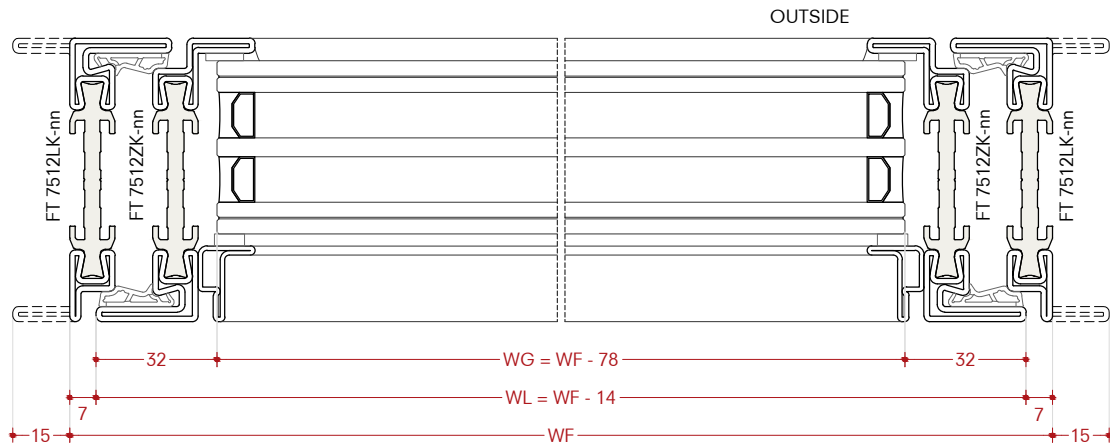 OUTSIDE
FT 7512LK-nn
FT 7512ZK-nn
FT 7512ZK-nn
FT 7512LK-nn
32
WG = WF - 78
32
7
WL = WF - 14
7
15
WF
15